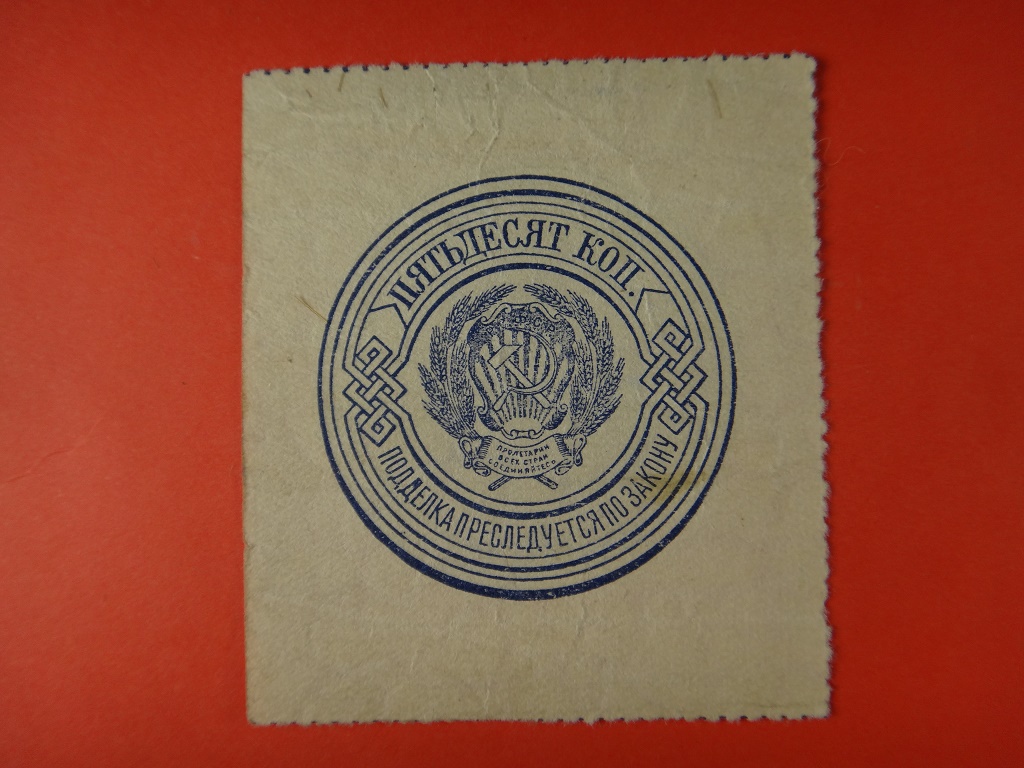 ПЯТЬДЕСЯТ КОП.
ПРОЛЕТАРИИ
ВСЕХ СТРАН
СОЕДИНЯЙТЕСЬ
ПОДДЕЛКА ПРЕСЛЕДУЕТСЯ ПО ЗАКОНУ